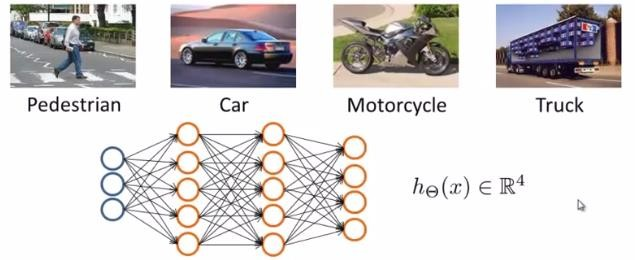 Pedestrian Car Motorcycle Truck
hΘ(x) ∈ ℝ⁴